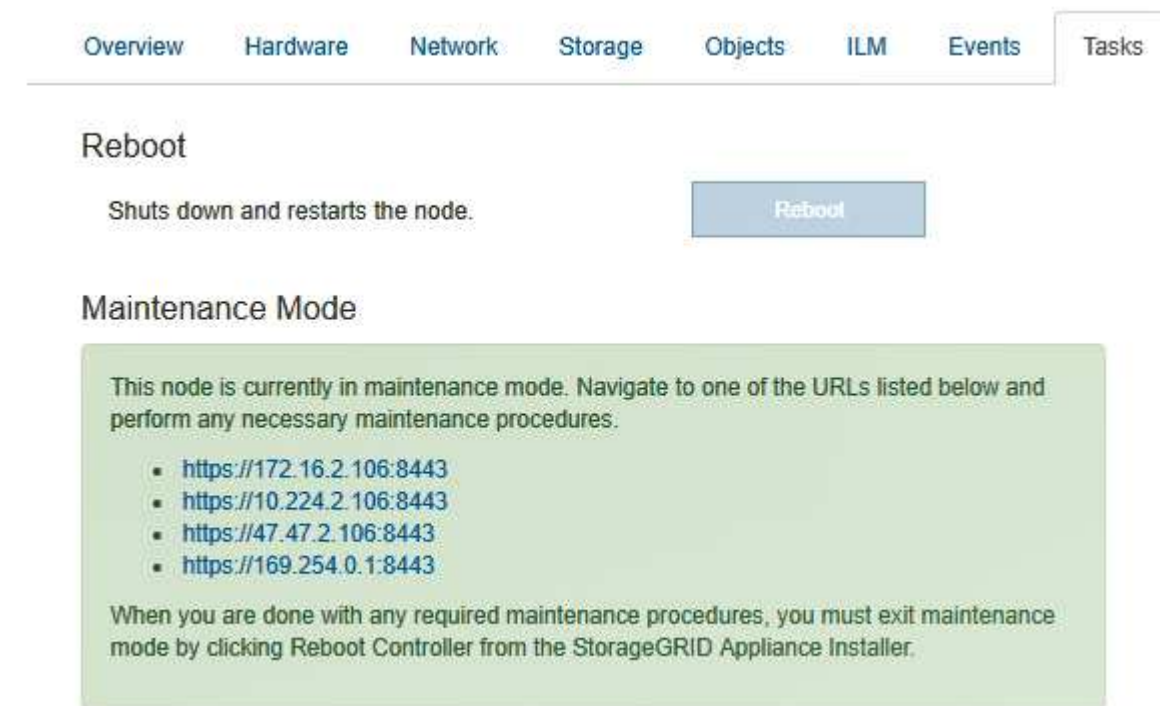 Overview Hardware Network Storage Objects ILM Events Tasks
Reboot
Shuts down and restarts the node. Reboot
Maintenance Mode
This node is currently in maintenance mode. Navigate to one of the URLs listed below and
perform any necessary maintenance procedures.
▪ https://172.16.2.106:8443
▪ https://10.224.2.106:8443
▪ https://47.47.2.106:8443
▪ https://169.254.0.1:8443
When you are done with any required maintenance procedures, you must exit maintenance
mode by clicking Reboot Controller from the StorageGRID Appliance Installer.